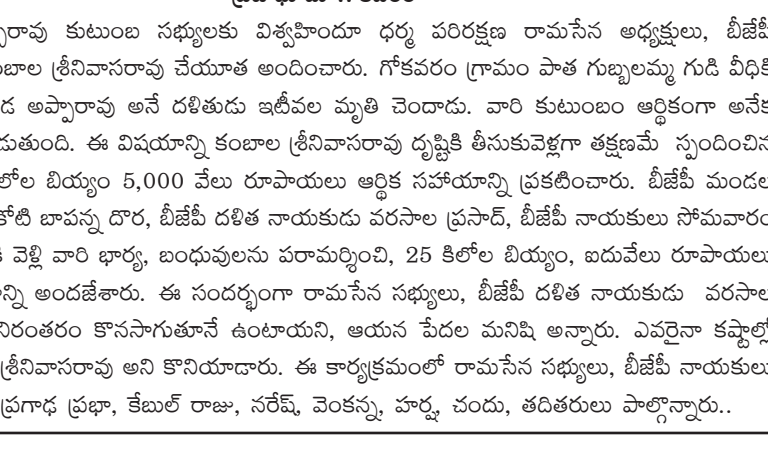 ప్పారావు కుటుంబ సభ్యులకు విశ్వహిందూ ధర్మ పరిరక్షణ రామసేన అధ్యక్షులు, బీజేపీ
బాల శ్రీనివాసరావు చేయూత అందించారు. గోకవరం గ్రామం పాత గుబ్బలమ్మ గుడి వీధికి
డ అప్పారావు అనే దళితుడు ఇటీవల మృతి చెందాడు. వారి కుటుంబం ఆర్థికంగా అనేక
డుతుంది. ఈ విషయాన్ని కంబాల శ్రీనివాసరావు దృష్టికి తీసుకువెళ్లగా తక్షణమే స్పందించిన
లోల బియ్యం 5,000 వేలు రూపాయలు ఆర్థిక సహాయాన్ని ప్రకటించారు. బీజేపీ మండల
కోటి బాపన్న దొర, బీజేపీ దళిత నాయకుడు వరసాల ప్రసాద్, బీజేపీ నాయకులు సోమవారం
వెళ్లి వారి భార్య, బంధువులను పరామర్శించి, 25 కిలోల బియ్యం, ఐదువేలు రూపాయలు
న్ని అందజేశారు. ఈ సందర్భంగా రామసేన సభ్యులు, బీజేపీ దళిత నాయకుడు వరసాల
నిరంతరం కొనసాగుతూనే ఉంటాయని, ఆయన పేదల మనిషి అన్నారు. ఎవరైనా కష్టాల్లో
శ్రీనివాసరావు అని కొనియాడారు. ఈ కార్యక్రమంలో రామసేన సభ్యులు, బీజేపీ నాయకులు
ప్రగాఢ ప్రభా, కేబుల్ రాజు, నరేష్, వెంకన్న, హర్ష, చందు, తదితరులు పాల్గొన్నారు..